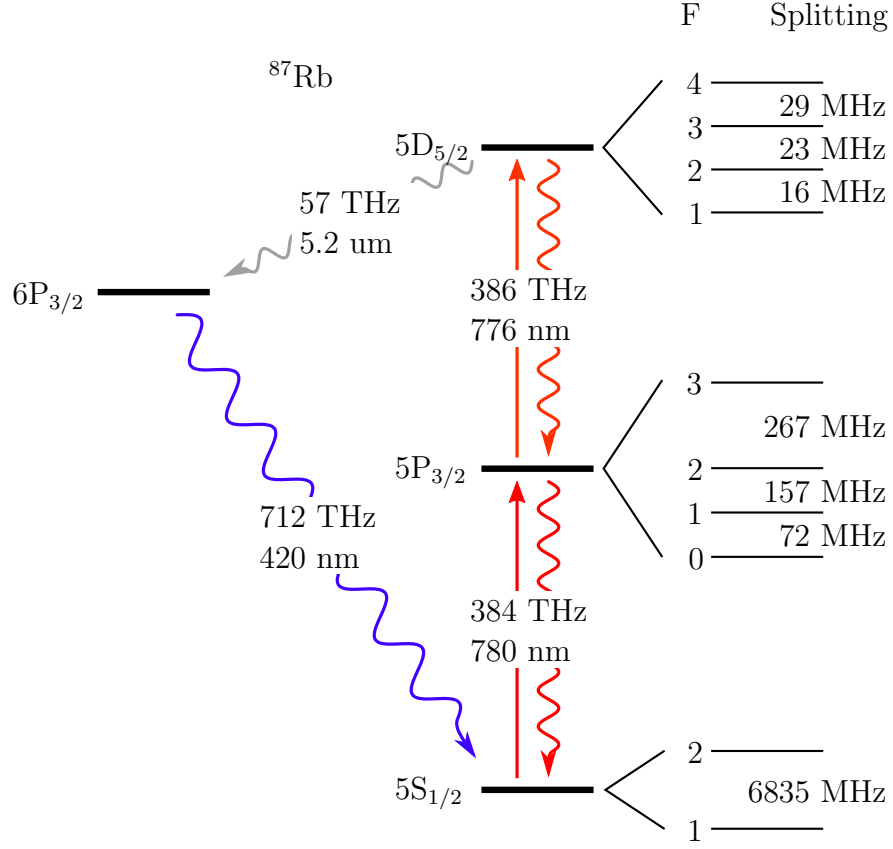 F Splitting
⁸⁷Rb
4
29 MHz
3
5D₅/₂
23 MHz
2
16 MHz
1
57 THz
5.2 um
6P₃/₂
386 THz
776 nm
3
267 MHz
5P₃/₂
2
157 MHz
1
72 MHz
0
712 THz
420 nm
384 THz
780 nm
2
5S₁/₂
6835 MHz
1